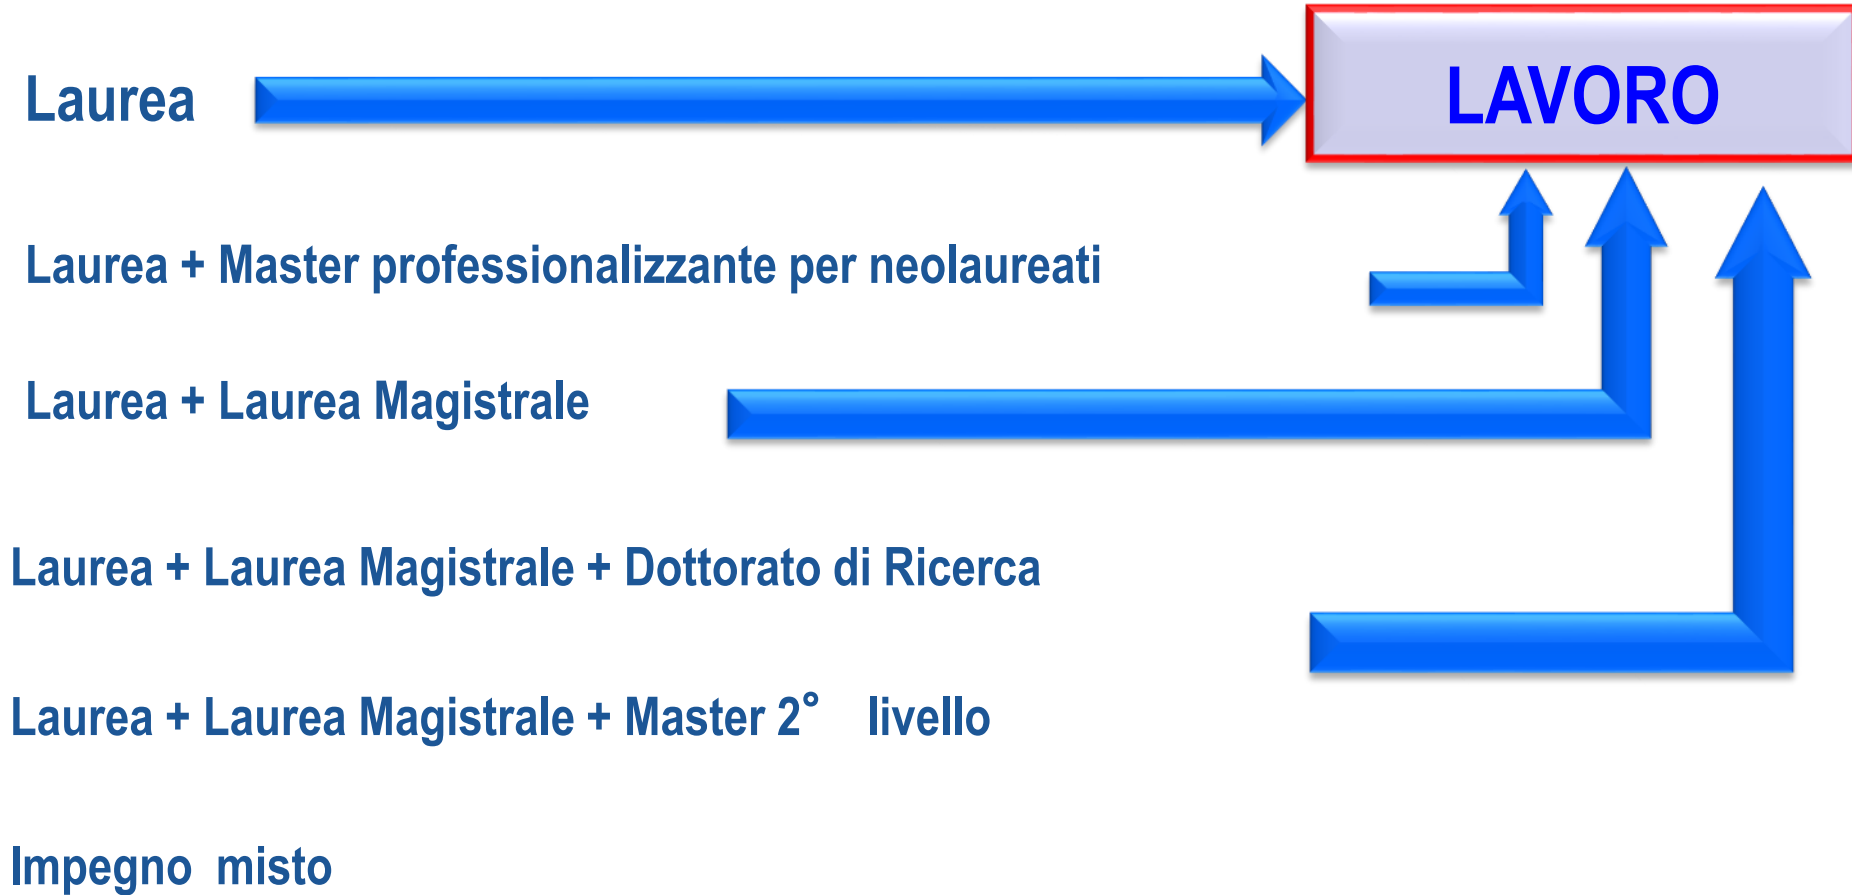 Laurea
LAVORO
Laurea + Master professionalizzante per neolaureati
Laurea + Laurea Magistrale
Laurea + Laurea Magistrale + Dottorato di Ricerca
Laurea + Laurea Magistrale + Master 2° livello
Impegno misto